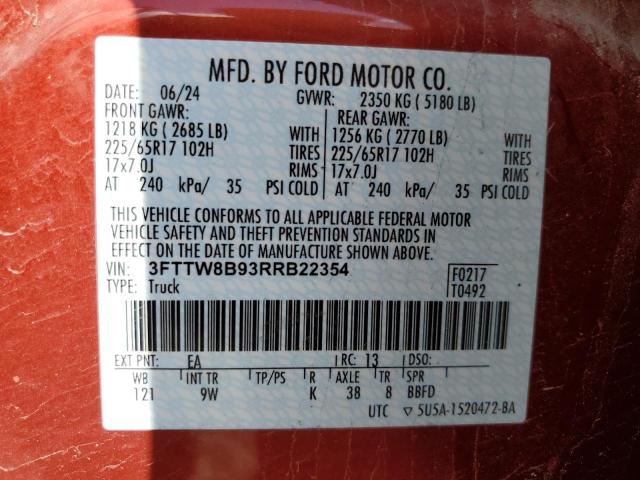 MFD. BY FORD MOTOR CO.
DATE: 06/24 GVWR: 2350 KG ( 5180 LB)
FRONT GAWR: REAR GAWR:
1218 KG ( 2685 LB) WITH 1256 KG ( 2770 LB) WITH
225/65R17 102H TIRES 225/65R17 102H TIRES
17x7.0J RIMS 17x7.0J RIMS
AT 240 kPa/ 35 PSI COLD AT 240 kPa/ 35 PSI COLD
THIS VEHICLE CONFORMS TO ALL APPLICABLE FEDERAL MOTOR
VEHICLE SAFETY AND THEFT PREVENTION STANDARDS IN
EFFECT ON THE DATE OF MANUFACTURE SHOWN ABOVE.
VIN: 3FTTW8B93RRB22354 F0217
TYPE: Truck T0492
EXT PNT: EA RC: 13 DSO:
WB INT TR TP/PS R AXLE TR SPR
121 9W K 38 8 BBFD
UTC ▽ 5U5A-1520472-BA